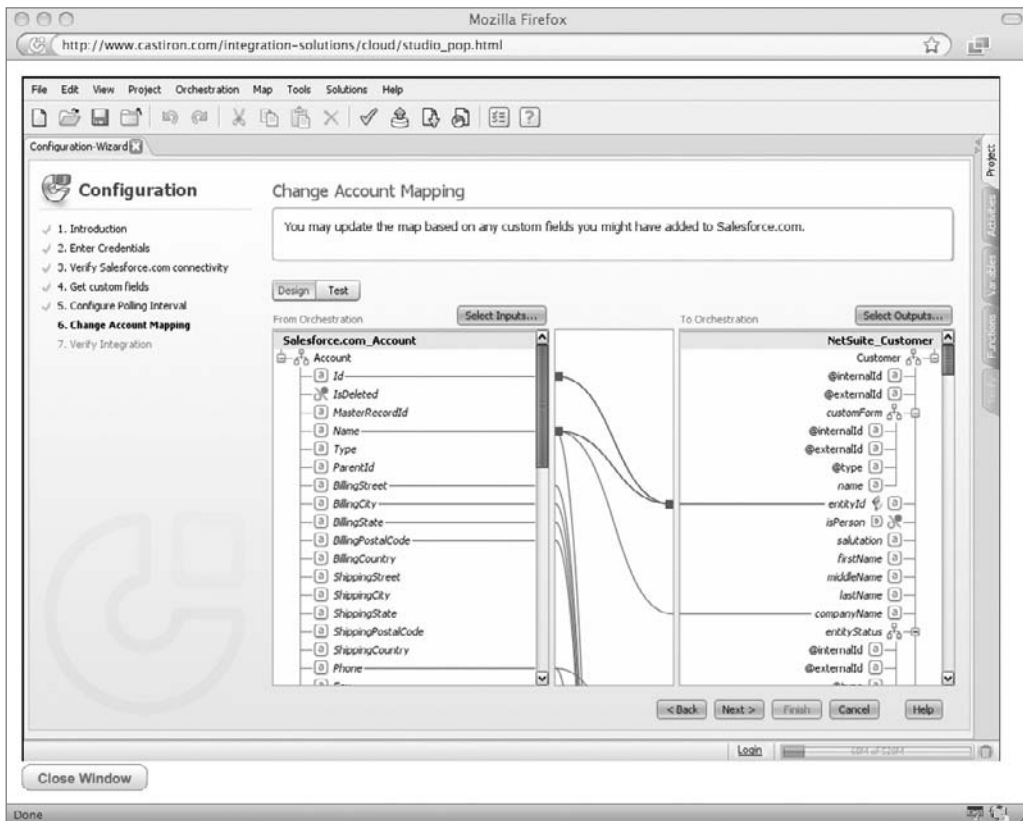 Mozilla Firefox
http://www.castiron.com/integration-solutions/cloud/studio_pop.html
File Edit View Project Orchestration Map Tools Solutions Help
Configuration-Wizard
Project
Activities
Variables
Functions
Configuration
1. Introduction
2. Enter Credentials
3. Verify Salesforce.com connectivity
4. Get custom fields
5. Configure Polling Interval
6. Change Account Mapping
7. Verify Integration
Change Account Mapping
You may update the map based on any custom fields you might have added to Salesforce.com.
Design Test
From Orchestration Select Inputs...
Salesforce.com_Account
Account
Id
IsDeleted
MasterRecordId
Name
Type
ParentId
BillingStreet
BillingCity
BillingState
BillingPostalCode
BillingCountry
ShippingStreet
ShippingCity
ShippingState
ShippingPostalCode
ShippingCountry
Phone
To Orchestration Select Outputs...
NetSuite_Customer
Customer
@internalId
@externalId
customForm
@internalId
@externalId
@type
name
entityId
isPerson
salutation
firstName
middleName
lastName
companyName
entityStatus
@internalId
@externalId
< Back Next > Finish Cancel Help
Login
Close Window
Done